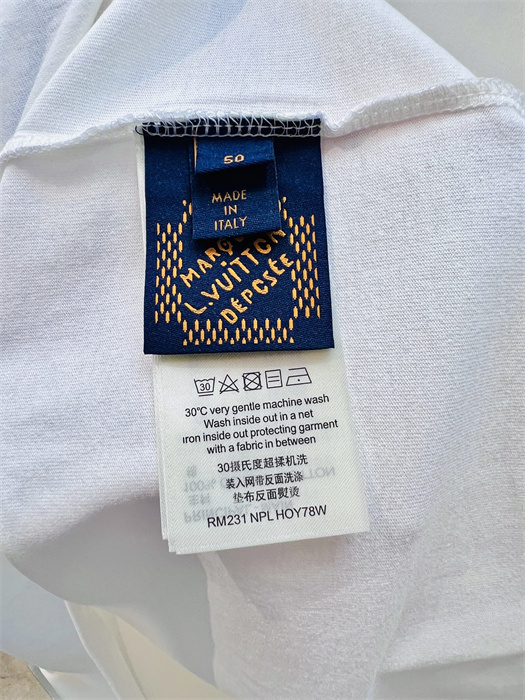 50
MADE
IN
ITALY
MARQUE
L.VUITTON
DÉPOSÉE
30
30°C very gentle machine wash
Wash inside out in a net
iron inside out protecting garment
with a fabric in between
30摄氏度超揉机洗
装入网带反面洗涤
垫布反面熨烫
RM231 NPL HOY78W